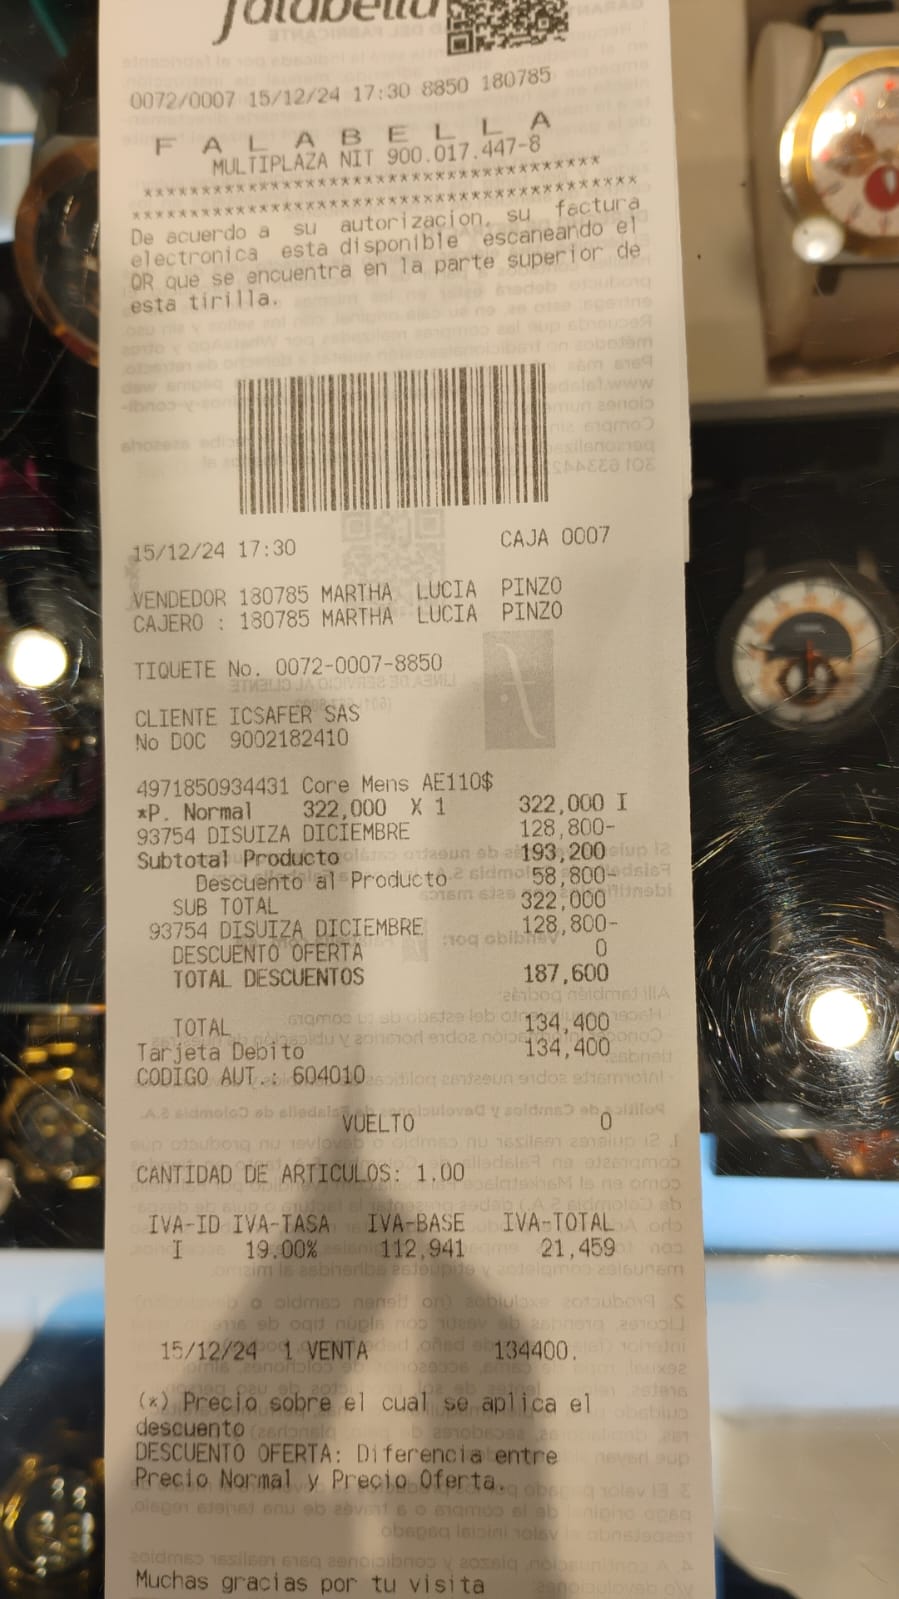 falabella
0072/0007 15/12/24 17:30 8850 180785
F A L A B E L L A
MULTIPLAZA NIT 900.017.447-8
****************************************
********************************************
De acuerdo a su autorizacion, su factura
electronica esta disponible escaneando el
QR que se encuentra en la parte superior de
esta tirilla.
15/12/24 17:30 CAJA 0007
VENDEDOR 180785 MARTHA LUCIA PINZO
CAJERO : 180785 MARTHA LUCIA PINZO
TIQUETE No. 0072-0007-8850
CLIENTE ICSAFER SAS
No DOC 9002182410
4971850934431 Core Mens AE110$
*P. Normal 322,000 X 1 322,000 I
93754 DISUIZA DICIEMBRE 128,800-
Subtotal Producto 193,200
Descuento al Producto 58,800-
SUB TOTAL 322,000
93754 DISUIZA DICIEMBRE 128,800-
DESCUENTO OFERTA 0
TOTAL DESCUENTOS 187,600
TOTAL 134,400
Tarjeta Debito 134,400
CODIGO AUT.: 604010
VUELTO 0
CANTIDAD DE ARTICULOS: 1.00
IVA-ID IVA-TASA IVA-BASE IVA-TOTAL
I 19.00% 112,941 21,459
15/12/24 1 VENTA 134400.
(*) Precio sobre el cual se aplica el
descuento
DESCUENTO OFERTA: Diferencia entre
Precio Normal y Precio Oferta.
Muchas gracias por tu visita